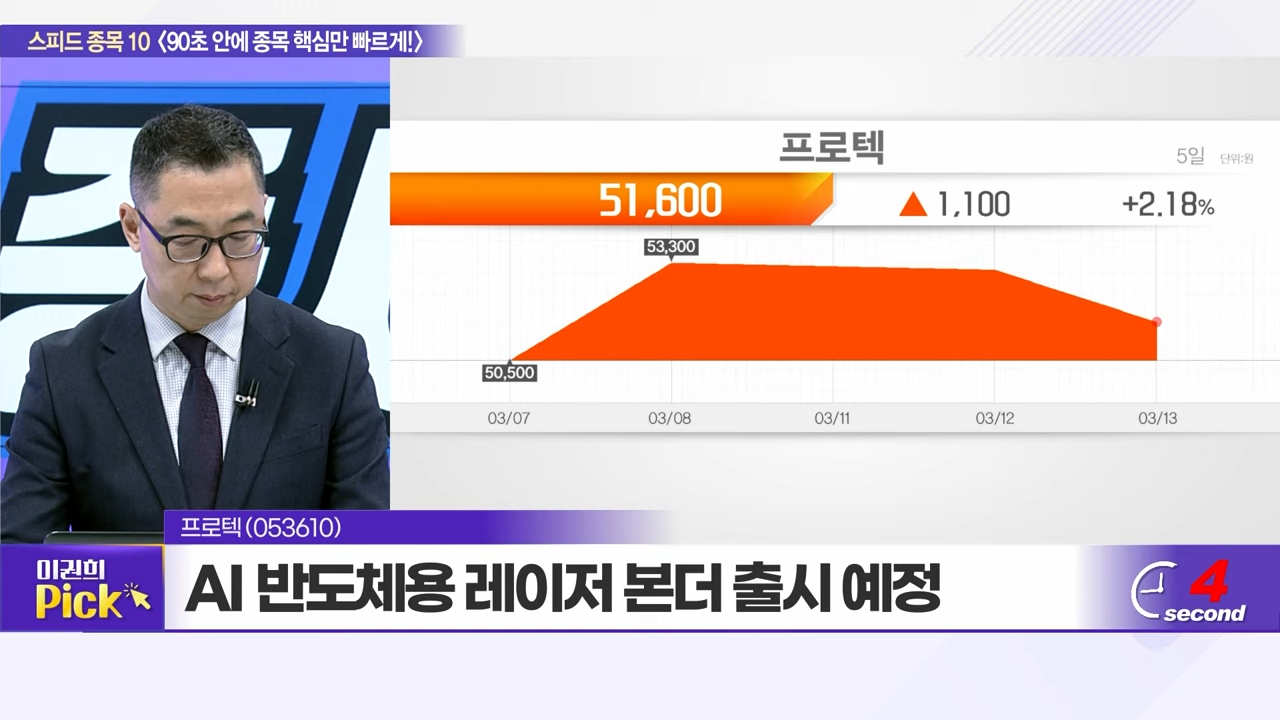 스피드 종목 10 〈90초 안에 종목 핵심만 빠르게!〉
프로텍
5일 단위:원
51,600 ▲ 1,100 +2.18%
53,300
50,500
03/07 03/08 03/11 03/12 03/13
프로텍(053610)
이권희
Pick
AI 반도체용 레이저 본더 출시 예정
4
second